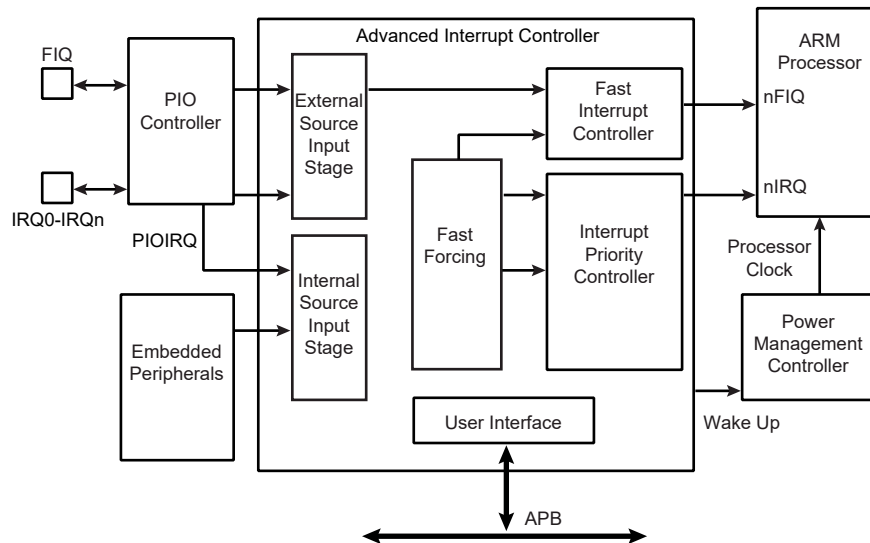 Advanced Interrupt Controller
FIQ
PIO
Controller
IRQ0-IRQn
PIOIRQ
Embedded
Peripherals
External
Source
Input
Stage
Internal
Source
Input
Stage
Fast
Forcing
Fast
Interrupt
Controller
Interrupt
Priority
Controller
User Interface
APB
ARM
Processor
nFIQ
nIRQ
Processor
Clock
Power
Management
Controller
Wake Up